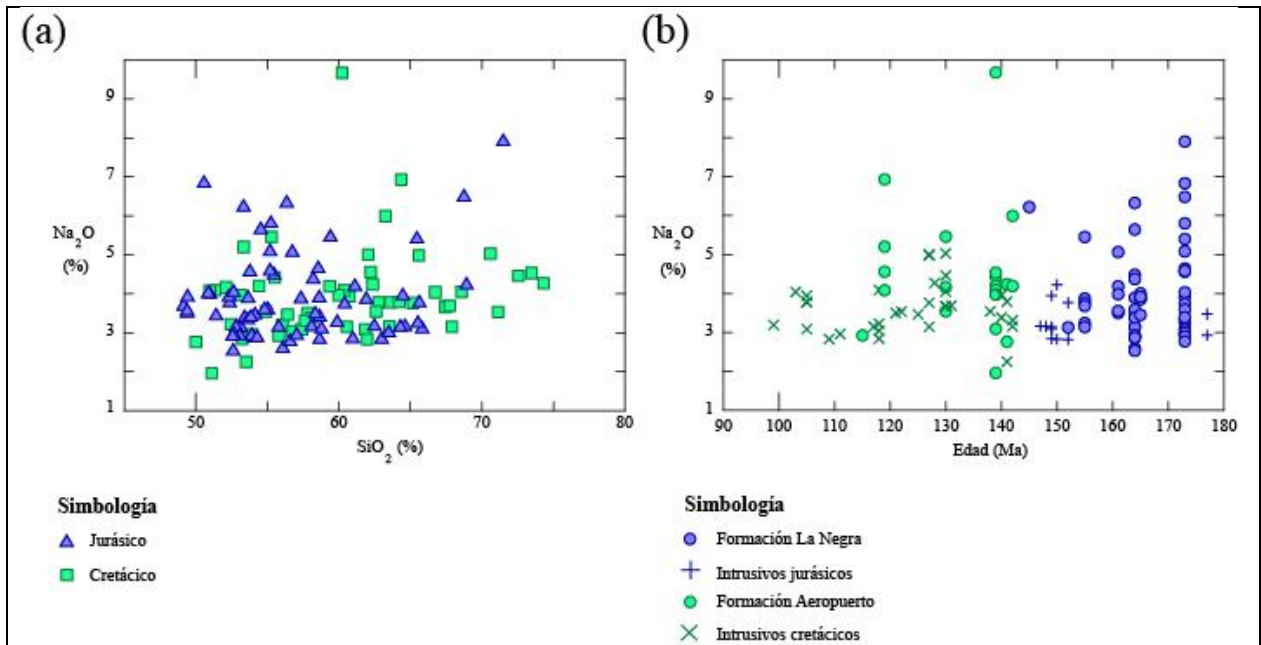 (a)
(b)
9
7
Na2O
(%)
5
3
1
50
60
70
80
SiO2 (%)
9
7
Na2O
(%)
5
3
1
90
100
110
120
130
140
150
160
170
180
Edad (Ma)
Simbología
Jurásico
Cretácico
Simbología
Formación La Negra
Intrusivos jurásicos
Formación Aeropuerto
Intrusivos cretácicos